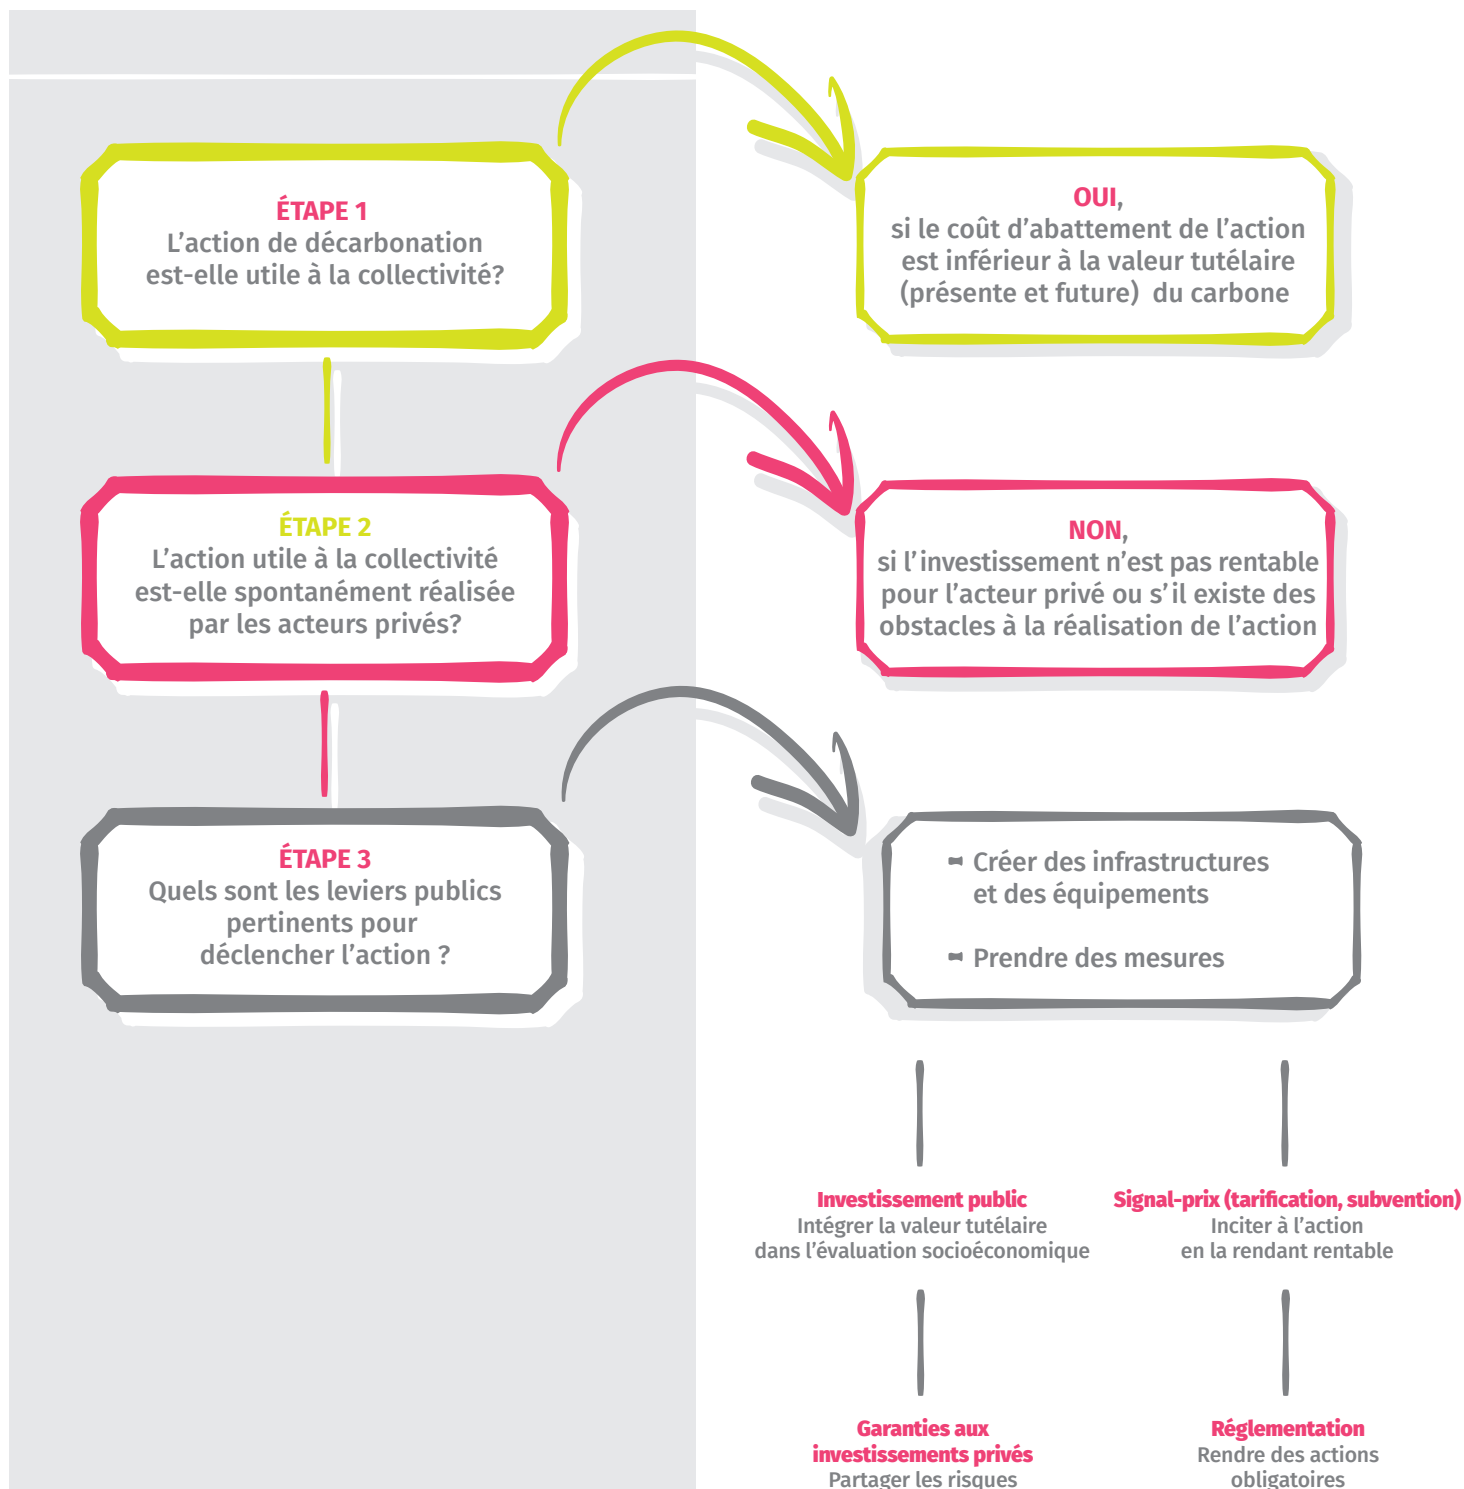 ÉTAPE 1
L'action de décarbonation
est-elle utile à la collectivité?
OUI,
si le coût d'abattement de l'action
est inférieur à la valeur tutélaire
(présente et future) du carbone
ÉTAPE 2
L'action utile à la collectivité
est-elle spontanément réalisée
par les acteurs privés?
NON,
si l'investissement n'est pas rentable
pour l'acteur privé ou s'il existe des
obstacles à la réalisation de l'action
ÉTAPE 3
Quels sont les leviers publics
pertinents pour
déclencher l'action ?
Créer des infrastructures
et des équipements
Prendre des mesures
Investissement public
Intégrer la valeur tutélaire
dans l'évaluation socioéconomique
Signal-prix (tarification, subvention)
Inciter à l'action
en la rendant rentable
Garanties aux
investissements privés
Partager les risques
Réglementation
Rendre des actions
obligatoires